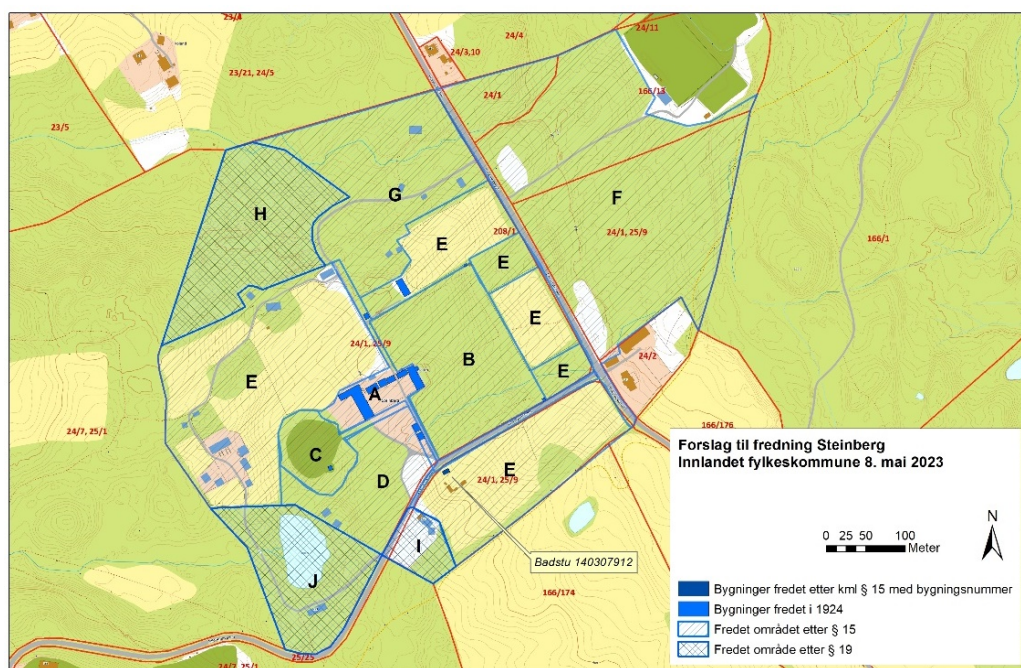 23/4
24/4
24/11
24/3,10
23/21, 24/5
24/1
166/13
23/5
H
G
F
208/1
E
24/1, 25/9
166/1
E
E
24/1, 25/9
B
24/2
E
A
E
24/7, 25/1
166/176
C
E
D
24/1, 25/9
I
Badstu 140307912
J
166/174
25/25
24/7, 25/1
Forslag til fredning Steinberg
Innlandet fylkeskommune 8. mai 2023
N
0 25 50 100
Meter
Bygninger fredet etter kml § 15 med bygningsnummer
Bygninger fredet i 1924
Fredet området etter § 15
Fredet område etter § 19